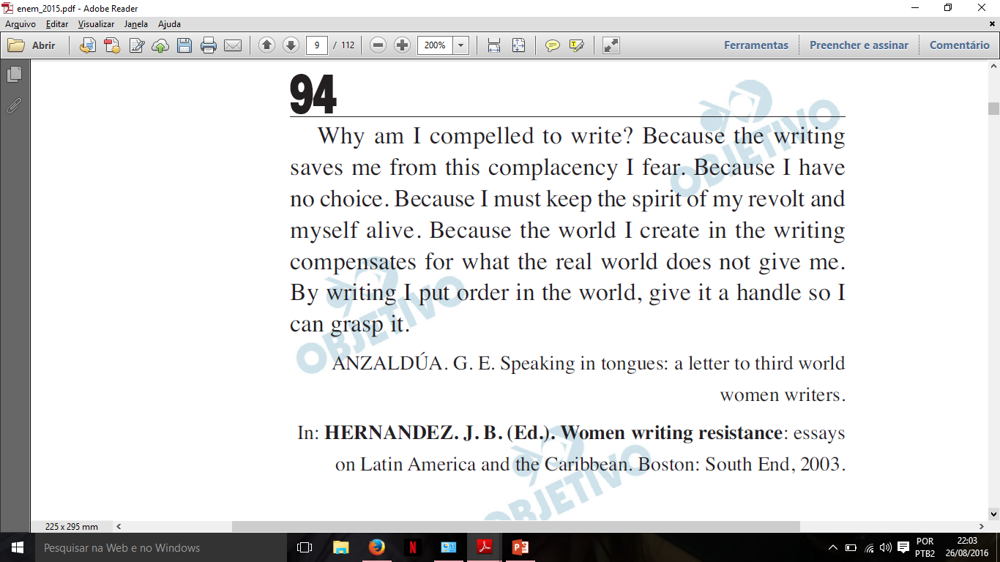 enem_2015.pdf - Adobe Reader
Arquivo Editar Visualizar Janela Ajuda
Abrir 9 / 112 200% Ferramentas Preencher e assinar Comentário
94
Why am I compelled to write? Because the writing
saves me from this complacency I fear. Because I have
no choice. Because I must keep the spirit of my revolt and
myself alive. Because the world I create in the writing
compensates for what the real world does not give me.
By writing I put order in the world, give it a handle so I
can grasp it.
ANZALDÚA. G. E. Speaking in tongues: a letter to third world
women writers.
In: HERNANDEZ. J. B. (Ed.). Women writing resistance: essays
on Latin America and the Caribbean. Boston: South End, 2003.
OBJETIVO
OBJETIVO
OBJETIVO
225 x 295 mm
Pesquisar na Web e no Windows
POR 22:03
PTB2 26/08/2016